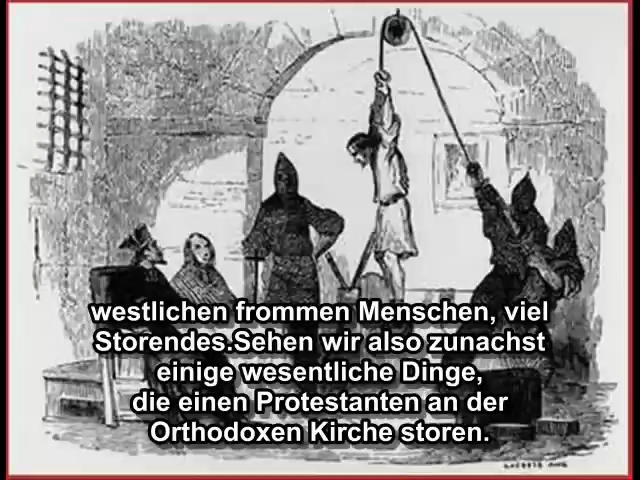 westlichen frommen Menschen, viel
Storendes.Sehen wir also zunachst
einige wesentliche Dinge,
die einen Protestanten an der
Orthodoxen Kirche storen.